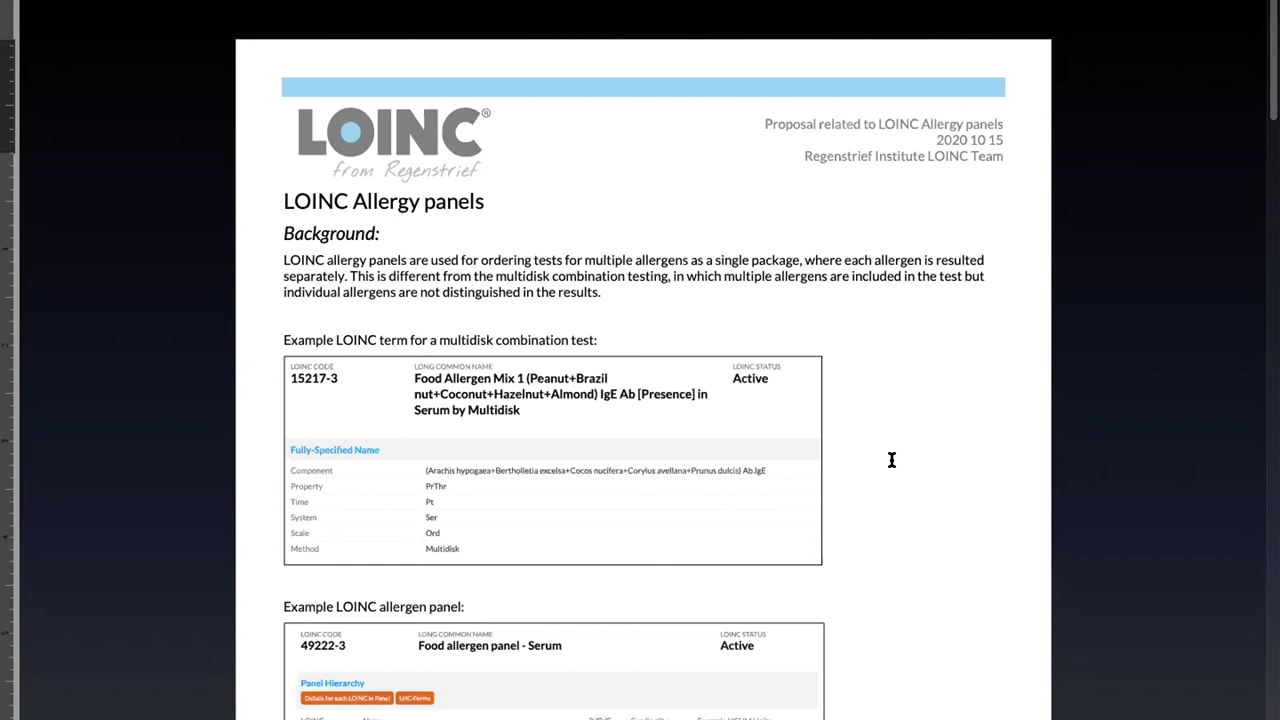 LOINC®
from Regenstrief
Proposal related to LOINC Allergy panels
2020 10 15
Regenstrief Institute LOINC Team
LOINC Allergy panels
Background:
LOINC allergy panels are used for ordering tests for multiple allergens as a single package, where each allergen is resulted
separately. This is different from the multidisk combination testing, in which multiple allergens are included in the test but
individual allergens are not distinguished in the results.
Example LOINC term for a multidisk combination test:
LOINC CODE LONG COMMON NAME LOINC STATUS
15217-3 Food Allergen Mix 1 (Peanut+Brazil Active
nut+Coconut+Hazelnut+Almond) IgE Ab [Presence] in
Serum by Multidisk
Fully-Specified Name
Component (Arachis hypogaea+Bertholletia excelsa+Cocos nucifera+Corylus avellana+Prunus dulcis) Ab.IgE
Property PrThr
Time Pt
System Ser
Scale Ord
Method Multidisk
Example LOINC allergen panel:
LOINC CODE LONG COMMON NAME LOINC STATUS
49222-3 Food allergen panel - Serum Active
Panel Hierarchy
Details for each LOINC in Panel LHC-Forms